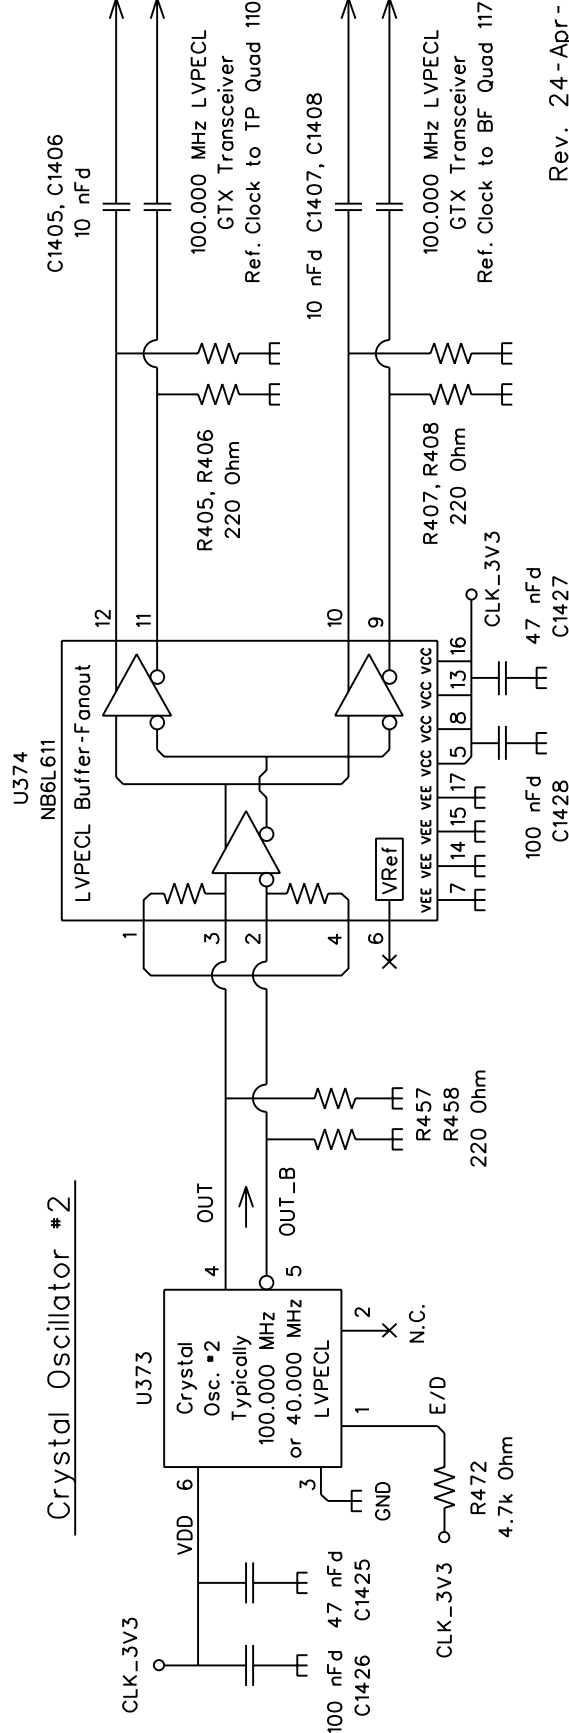 Crystal Oscillator #2
CLK_3V3
VDD
6
100 nFd
C1426
47 nFd
C1425
U373
Crystal
Osc. #2
Typically
100.000 MHz
or 40.000 MHz
LVPECL
3
GND
1
E/D
R472
4.7k Ohm
CLK_3V3
2
N.C.
4
OUT
5
OUT_B
R457
R458
220 Ohm
U374
NB6L611
LVPECL Buffer-Fanout
1
3
2
4
6
VRef
VEE VEE VEE VEE VCC VCC VCC VCC
7 14 15 17 5 8 13 16
CLK_3V3
100 nFd
C1428
47 nFd
C1427
12
11
10
9
R405, R406
220 Ohm
R407, R408
220 Ohm
C1405, C1406
10 nFd
100.000 MHz LVPECL
GTX Transceiver
Ref. Clock to TP Quad 110
10 nFd C1407, C1408
100.000 MHz LVPECL
GTX Transceiver
Ref. Clock to BF Quad 117
Rev. 24-Apr-